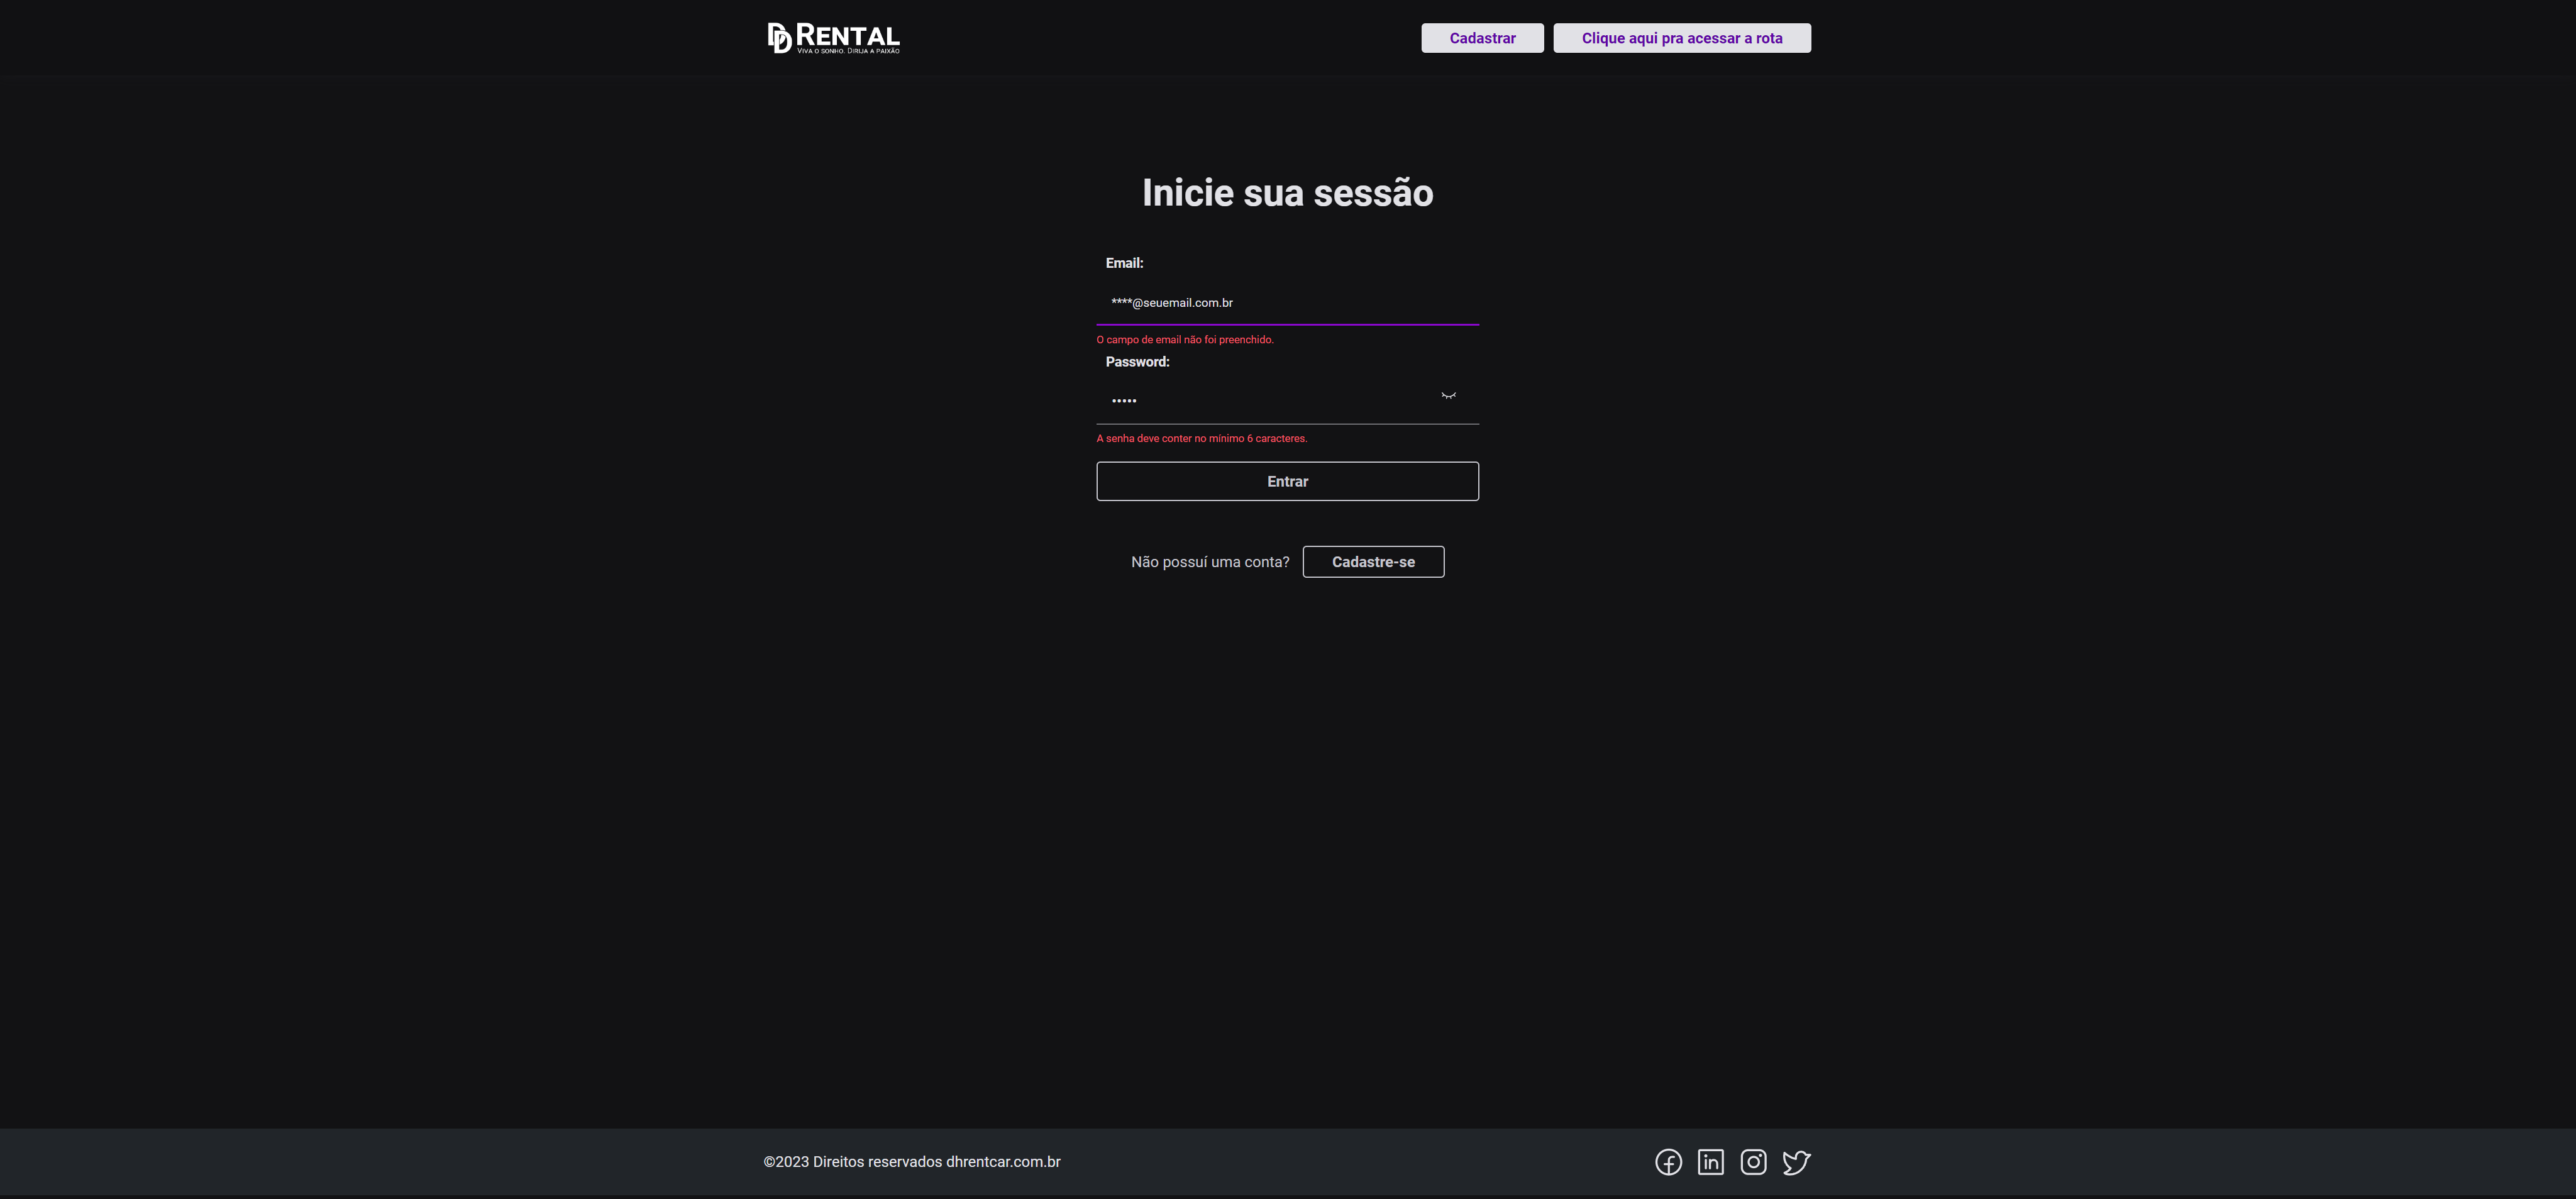 DD RENTAL
VIVA O SONHO. DIRIJA A PAIXÃO
Cadastrar
Clique aqui pra acessar a rota
Inicie sua sessão
Email:
****@seuemail.com.br
O campo de email não foi preenchido.
Password:
•••••
A senha deve conter no mínimo 6 caracteres.
Entrar
Não possuí uma conta?
Cadastre-se
©2023 Direitos reservados dhrentcar.com.br